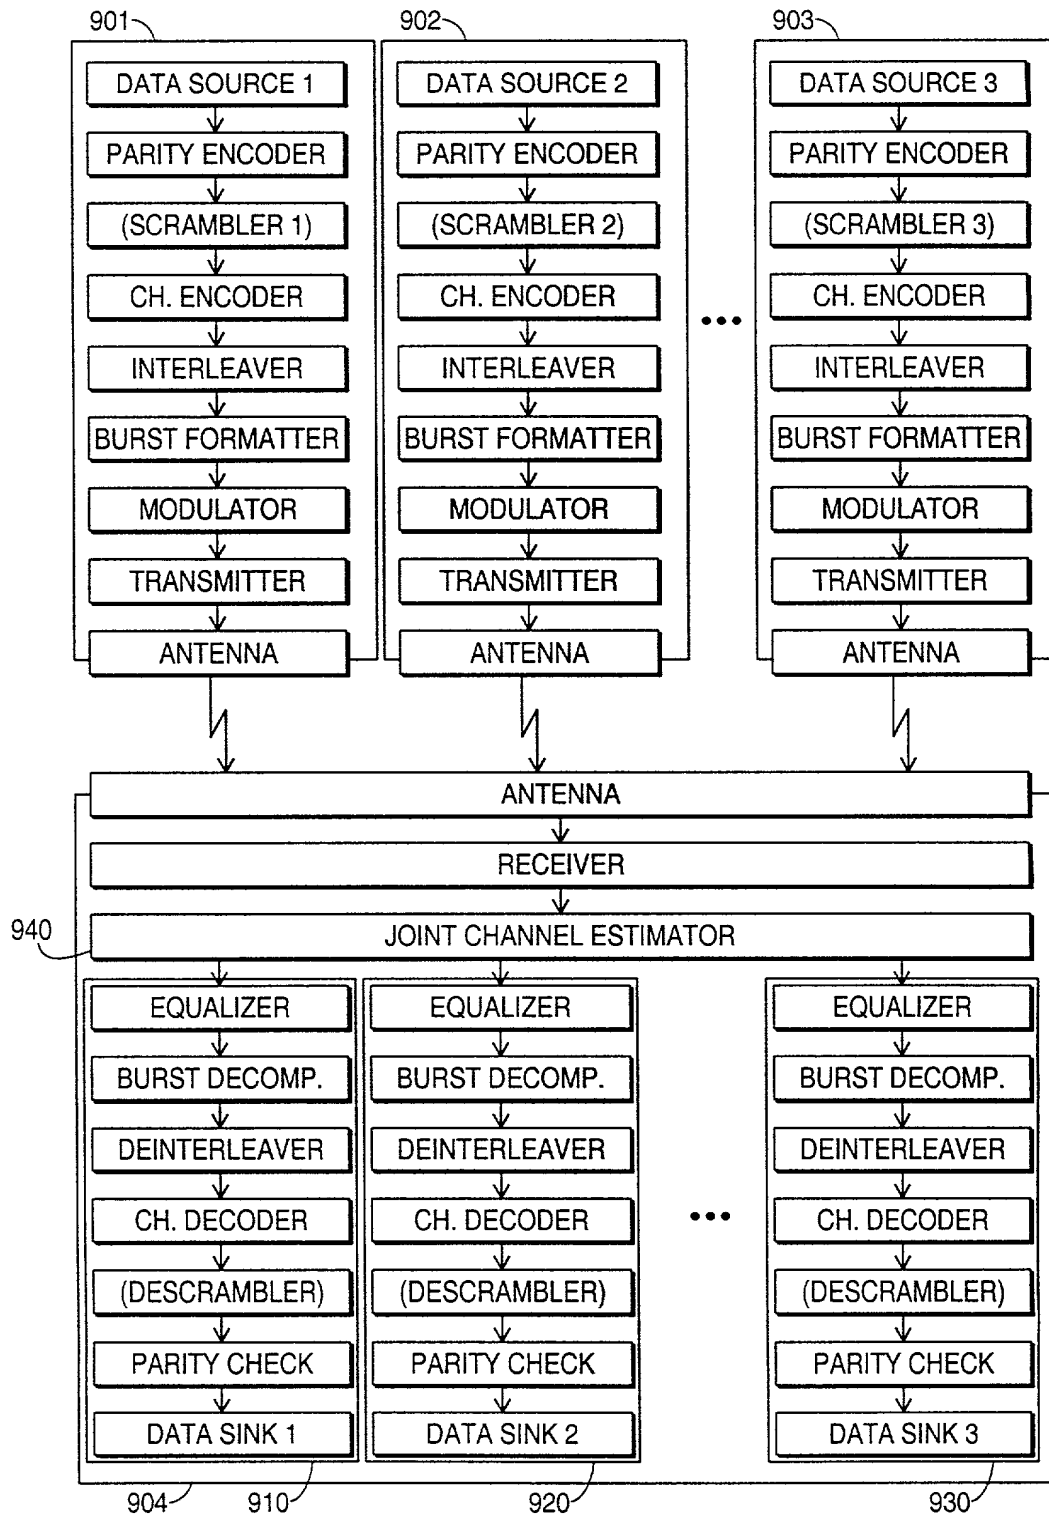 901
902
903
DATA SOURCE 1
DATA SOURCE 2
DATA SOURCE 3
PARITY ENCODER
PARITY ENCODER
PARITY ENCODER
(SCRAMBLER 1)
(SCRAMBLER 2)
(SCRAMBLER 3)
CH. ENCODER
CH. ENCODER
CH. ENCODER
INTERLEAVER
INTERLEAVER
INTERLEAVER
BURST FORMATTER
BURST FORMATTER
BURST FORMATTER
MODULATOR
MODULATOR
MODULATOR
TRANSMITTER
TRANSMITTER
TRANSMITTER
ANTENNA
ANTENNA
ANTENNA
ANTENNA
RECEIVER
940
JOINT CHANNEL ESTIMATOR
EQUALIZER
EQUALIZER
EQUALIZER
BURST DECOMP.
BURST DECOMP.
BURST DECOMP.
DEINTERLEAVER
DEINTERLEAVER
DEINTERLEAVER
CH. DECODER
CH. DECODER
CH. DECODER
(DESCRAMBLER)
(DESCRAMBLER)
(DESCRAMBLER)
PARITY CHECK
PARITY CHECK
PARITY CHECK
DATA SINK 1
DATA SINK 2
DATA SINK 3
904
910
920
930